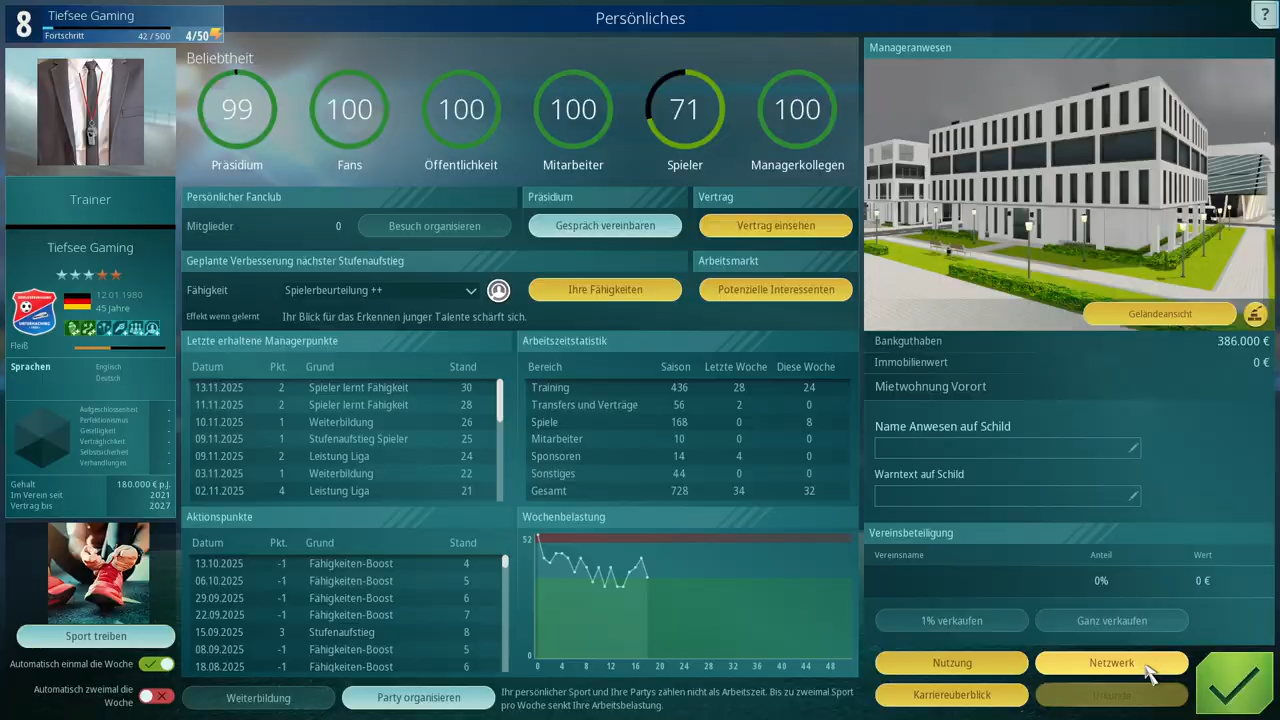 8
Tiefsee Gaming
Fortschritt 42 / 500 4/50
Persönliches
?
Beliebtheit
99 100 100 100 71 100
Präsidium Fans Öffentlichkeit Mitarbeiter Spieler Managerkollegen
Trainer
Tiefsee Gaming
12.01.1980
45 Jahre
Fleiß
Sprachen Englisch
Deutsch
Aufgeschlossenheit -
Perfektionismus -
Geselligkeit -
Verträglichkeit -
Selbstsicherheit -
Verhandlungen -
Gehalt 180.000 € p.J.
Im Verein seit 2021
Vertrag bis 2027
Sport treiben
Automatisch einmal die Woche
Automatisch zweimal die
Woche
Persönlicher Fanclub
Mitglieder 0 Besuch organisieren
Präsidium
Gespräch vereinbaren
Vertrag
Vertrag einsehen
Geplante Verbesserung nächster Stufenaufstieg
Fähigkeit Spielerbeurteilung ++ Ihre Fähigkeiten
Effekt wenn gelernt Ihr Blick für das Erkennen junger Talente schärft sich.
Arbeitsmarkt
Potenzielle Interessenten
Letzte erhaltene Managerpunkte
Datum Pkt. Grund Stand
13.11.2025 2 Spieler lernt Fähigkeit 30
11.11.2025 2 Spieler lernt Fähigkeit 28
10.11.2025 1 Weiterbildung 26
09.11.2025 1 Stufenaufstieg Spieler 25
09.11.2025 2 Leistung Liga 24
03.11.2025 1 Weiterbildung 22
02.11.2025 4 Leistung Liga 21
Arbeitszeitstatistik
Bereich Saison Letzte Woche Diese Woche
Training 436 28 24
Transfers und Verträge 56 2 0
Spiele 168 0 8
Mitarbeiter 10 0 0
Sponsoren 14 4 0
Sonstiges 44 0 0
Gesamt 728 34 32
Aktionspunkte
Datum Pkt. Grund Stand
13.10.2025 -1 Fähigkeiten-Boost 4
06.10.2025 -1 Fähigkeiten-Boost 5
29.09.2025 -1 Fähigkeiten-Boost 6
22.09.2025 -1 Fähigkeiten-Boost 7
15.09.2025 3 Stufenaufstieg 8
08.09.2025 -1 Fähigkeiten-Boost 5
18.08.2025 -1 Fähigkeiten-Boost 6
Wochenbelastung
52
0
0 4 8 12 16 20 24 28 32 36 40 44 48
Weiterbildung
Party organisieren
Ihr persönlicher Sport und Ihre Partys zählen nicht als Arbeitszeit. Bis zu zweimal Sport
pro Woche senkt Ihre Arbeitsbelastung.
Manageranwesen
Geländeansicht
Bankguthaben 386.000 €
Immobilienwert 0 €
Mietwohnung Vorort
Name Anwesen auf Schild
Warntext auf Schild
Vereinsbeteiligung
Vereinsname Anteil Wert
0% 0 €
1% verkaufen Ganz verkaufen
Nutzung Netzwerk
Karriereüberblick Urkunde